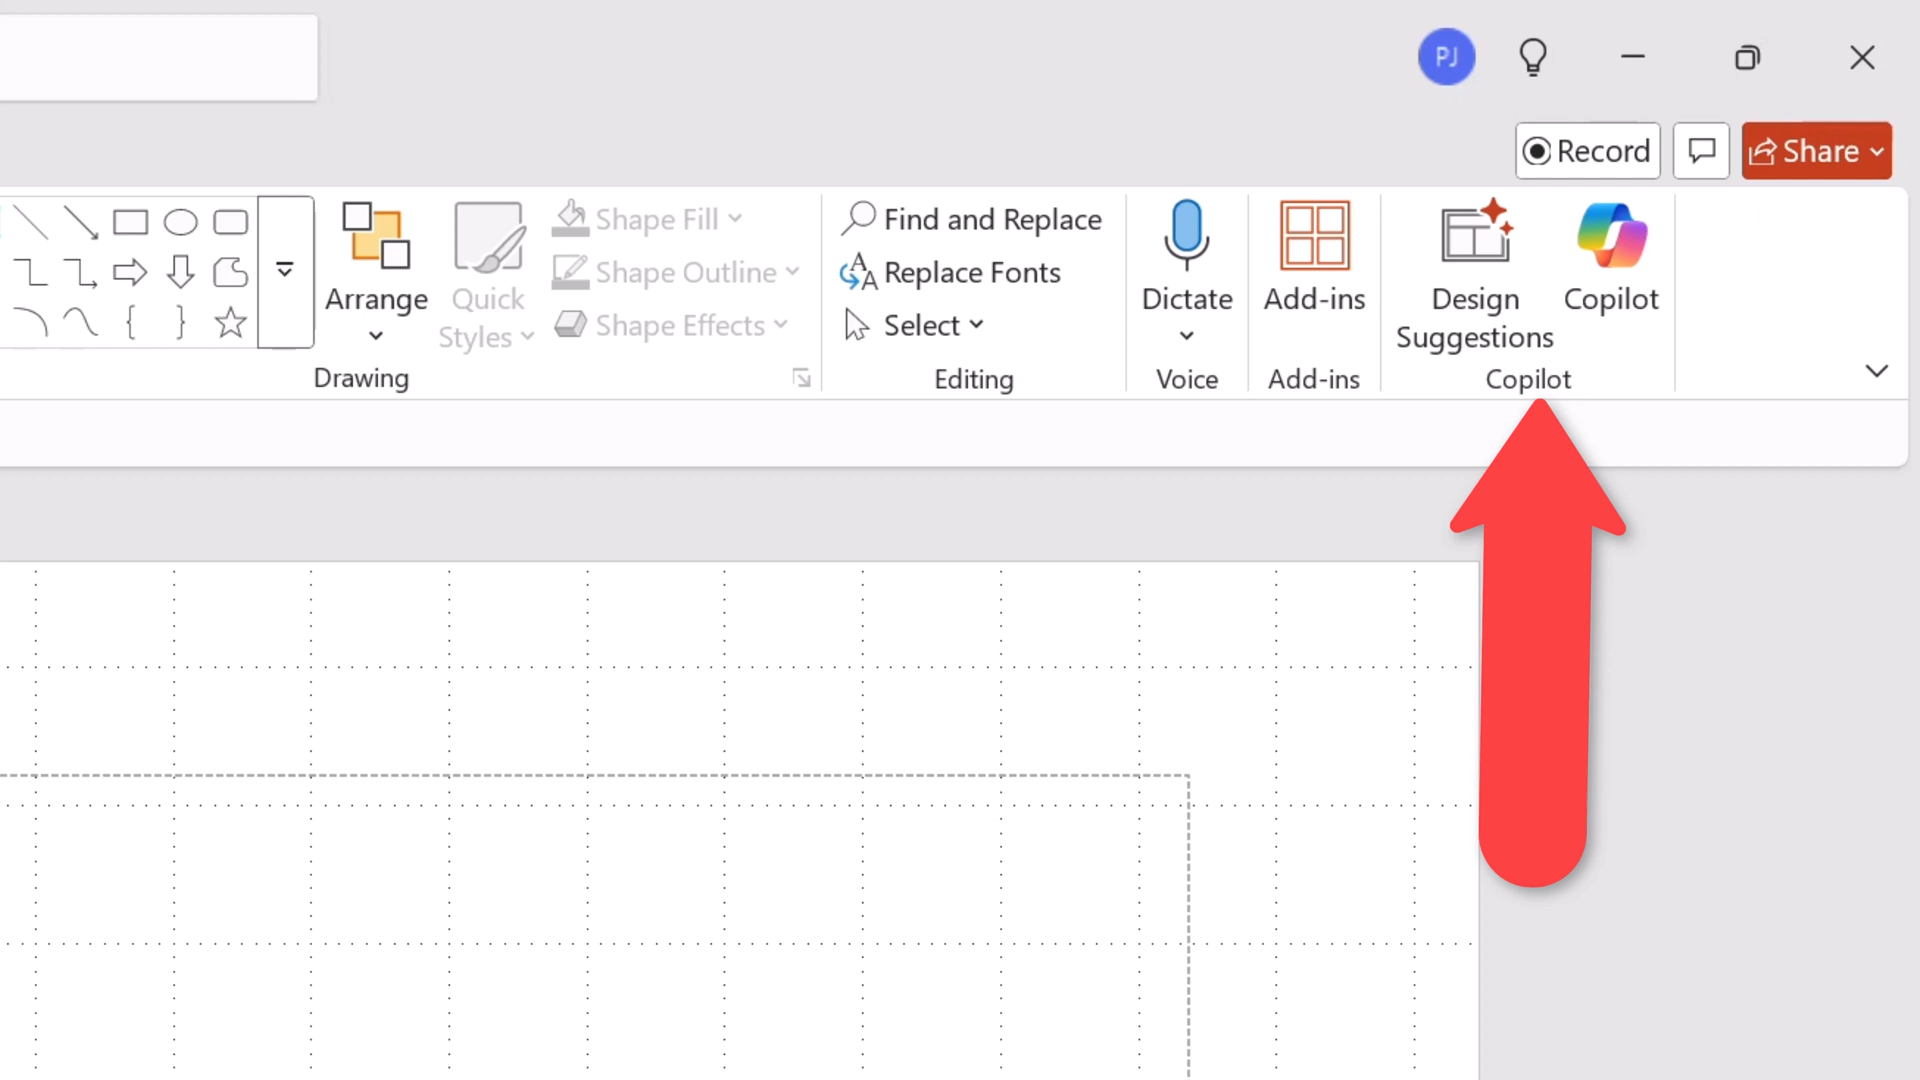 PJ
Record
Share
Arrange
Quick
Styles
Shape Fill
Shape Outline
Shape Effects
Drawing
Find and Replace
Replace Fonts
Select
Editing
Dictate
Voice
Add-ins
Add-ins
Design
Suggestions
Copilot
Copilot